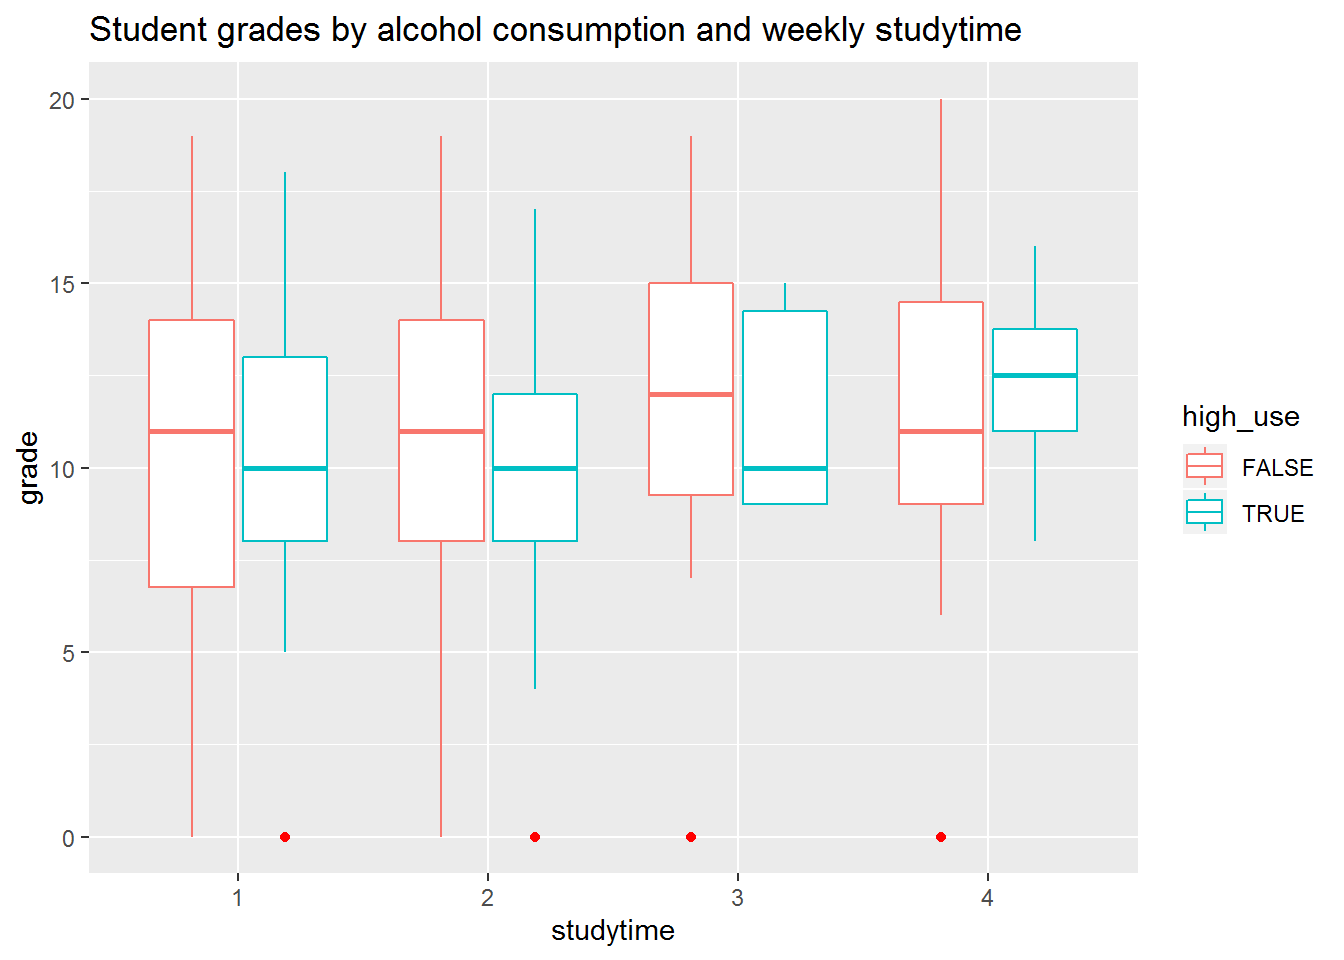 Student grades by alcohol consumption and weekly studytime
20
15
10
5
0
grade
1 2 3 4
studytime
high_use
FALSE
TRUE